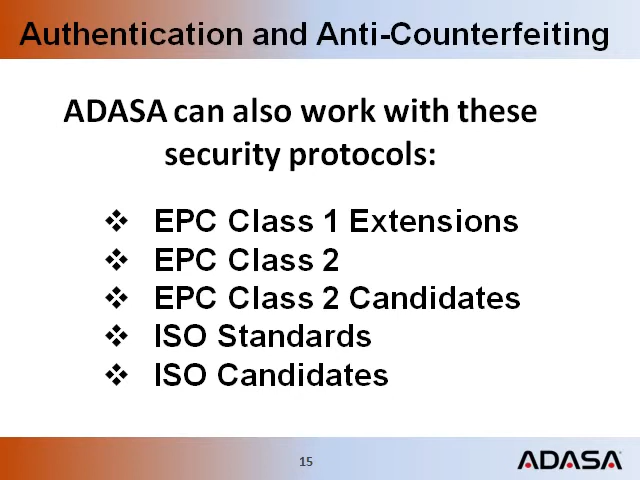 Authentication and Anti-Counterfeiting
ADASA can also work with these
security protocols:
❖ EPC Class 1 Extensions
❖ EPC Class 2
❖ EPC Class 2 Candidates
❖ ISO Standards
❖ ISO Candidates
15
ADASA